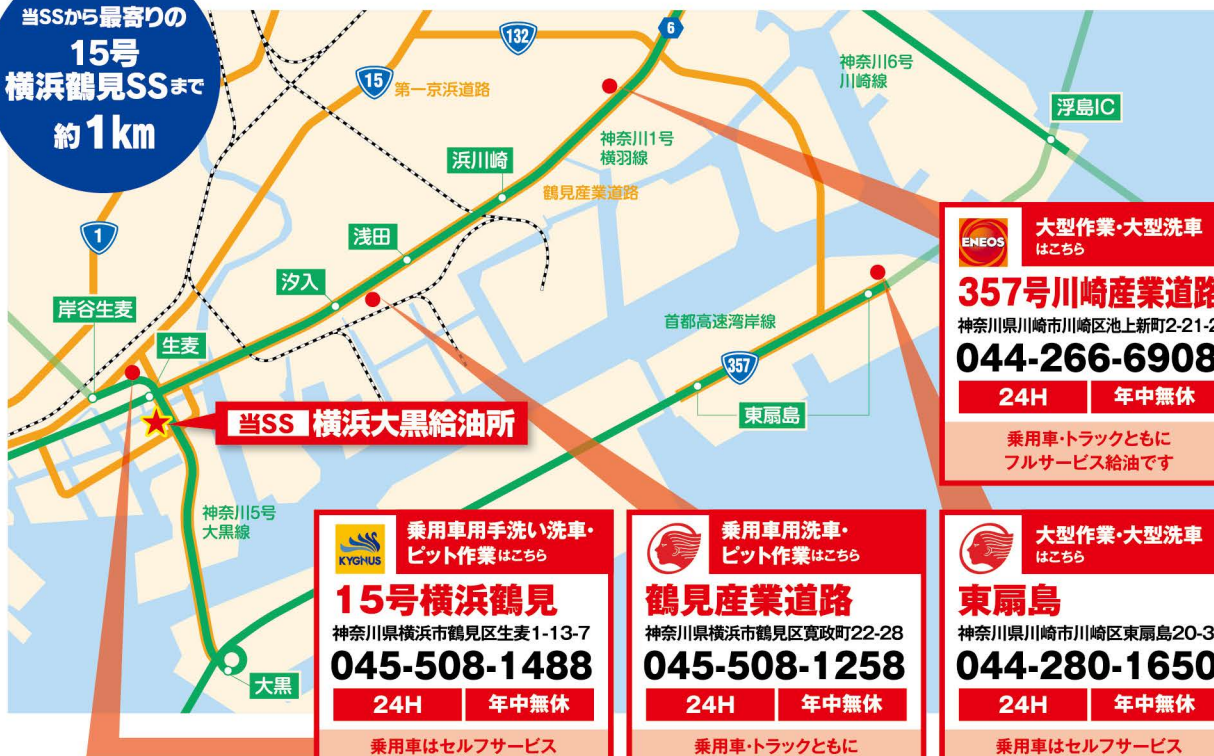 当SSから最寄りの
15号
横浜鶴見SSまで
約1km
132
6
15
第一京浜道路
神奈川6号
川崎線
浮島IC
神奈川1号
横羽線
浜川崎
鶴見産業道路
1
浅田
汐入
岸谷生麦
生麦
首都高速湾岸線
357
東扇島
当SS 横浜大黒給油所
神奈川5号
大黒線
大黒
ENEOS
大型作業・大型洗車
はこちら
357号川崎産業道路
神奈川県川崎市川崎区池上新町2-21-2
044-266-6908
24H 年中無休
乗用車・トラックともに
フルサービス給油です
KYGNUS
乗用車用手洗い洗車・
ピット作業はこちら
15号横浜鶴見
神奈川県横浜市鶴見区生麦1-13-7
045-508-1488
24H 年中無休
乗用車はセルフサービス
乗用車用洗車・
ピット作業はこちら
鶴見産業道路
神奈川県横浜市鶴見区寛政町22-28
045-508-1258
24H 年中無休
乗用車・トラックともに
大型作業・大型洗車
はこちら
東扇島
神奈川県川崎市川崎区東扇島20-3
044-280-1650
24H 年中無休
乗用車はセルフサービス